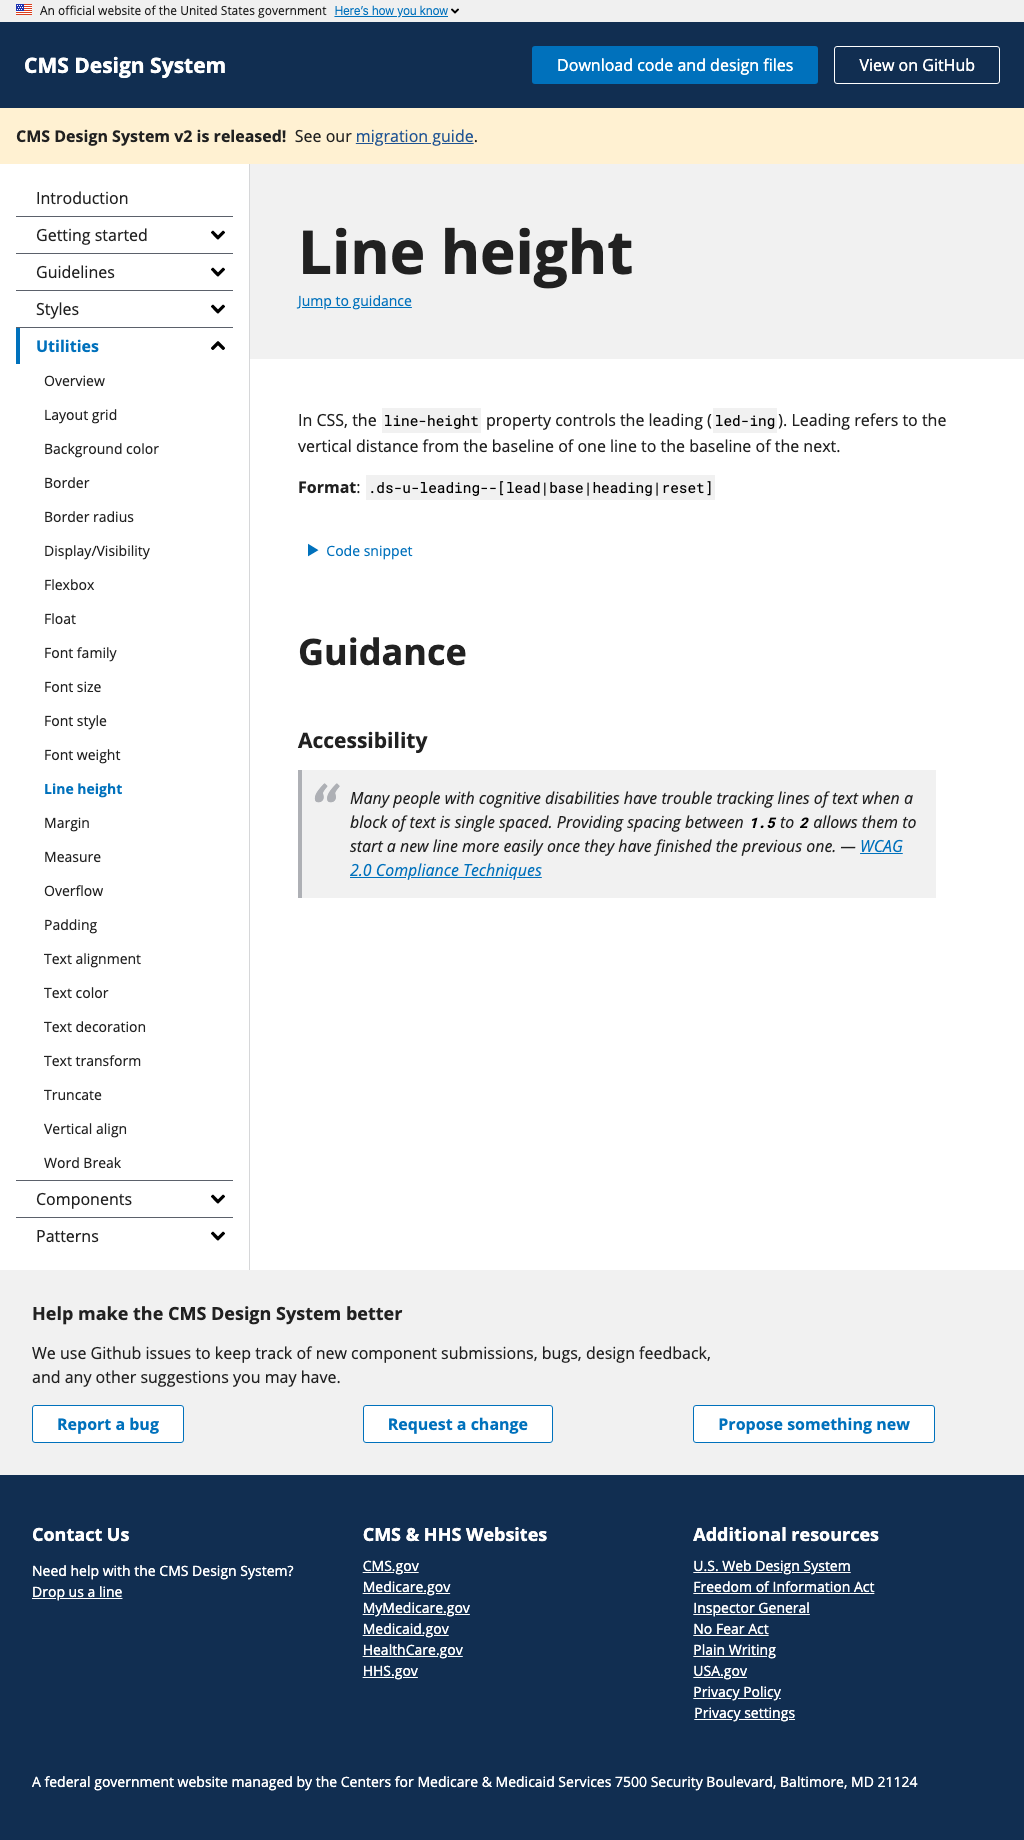 An official website of the United States government Here's how you know
CMS Design System
Download code and design files
View on GitHub
CMS Design System v2 is released! See our migration guide.
Introduction
Getting started
Guidelines
Styles
Utilities
Overview
Layout grid
Background color
Border
Border radius
Display/Visibility
Flexbox
Float
Font family
Font size
Font style
Font weight
Line height
Margin
Measure
Overflow
Padding
Text alignment
Text color
Text decoration
Text transform
Truncate
Vertical align
Word Break
Components
Patterns
Line height
Jump to guidance
In CSS, the line-height property controls the leading (led-ing). Leading refers to the
vertical distance from the baseline of one line to the baseline of the next.
Format: .ds-u-leading--[lead|base|heading|reset]
Code snippet
Guidance
Accessibility
“
Many people with cognitive disabilities have trouble tracking lines of text when a
block of text is single spaced. Providing spacing between 1.5 to 2 allows them to
start a new line more easily once they have finished the previous one. — WCAG
2.0 Compliance Techniques
Help make the CMS Design System better
We use Github issues to keep track of new component submissions, bugs, design feedback,
and any other suggestions you may have.
Report a bug
Request a change
Propose something new
Contact Us
Need help with the CMS Design System?
Drop us a line
CMS & HHS Websites
CMS.gov
Medicare.gov
MyMedicare.gov
Medicaid.gov
HealthCare.gov
HHS.gov
Additional resources
U.S. Web Design System
Freedom of Information Act
Inspector General
No Fear Act
Plain Writing
USA.gov
Privacy Policy
Privacy settings
A federal government website managed by the Centers for Medicare & Medicaid Services 7500 Security Boulevard, Baltimore, MD 21124